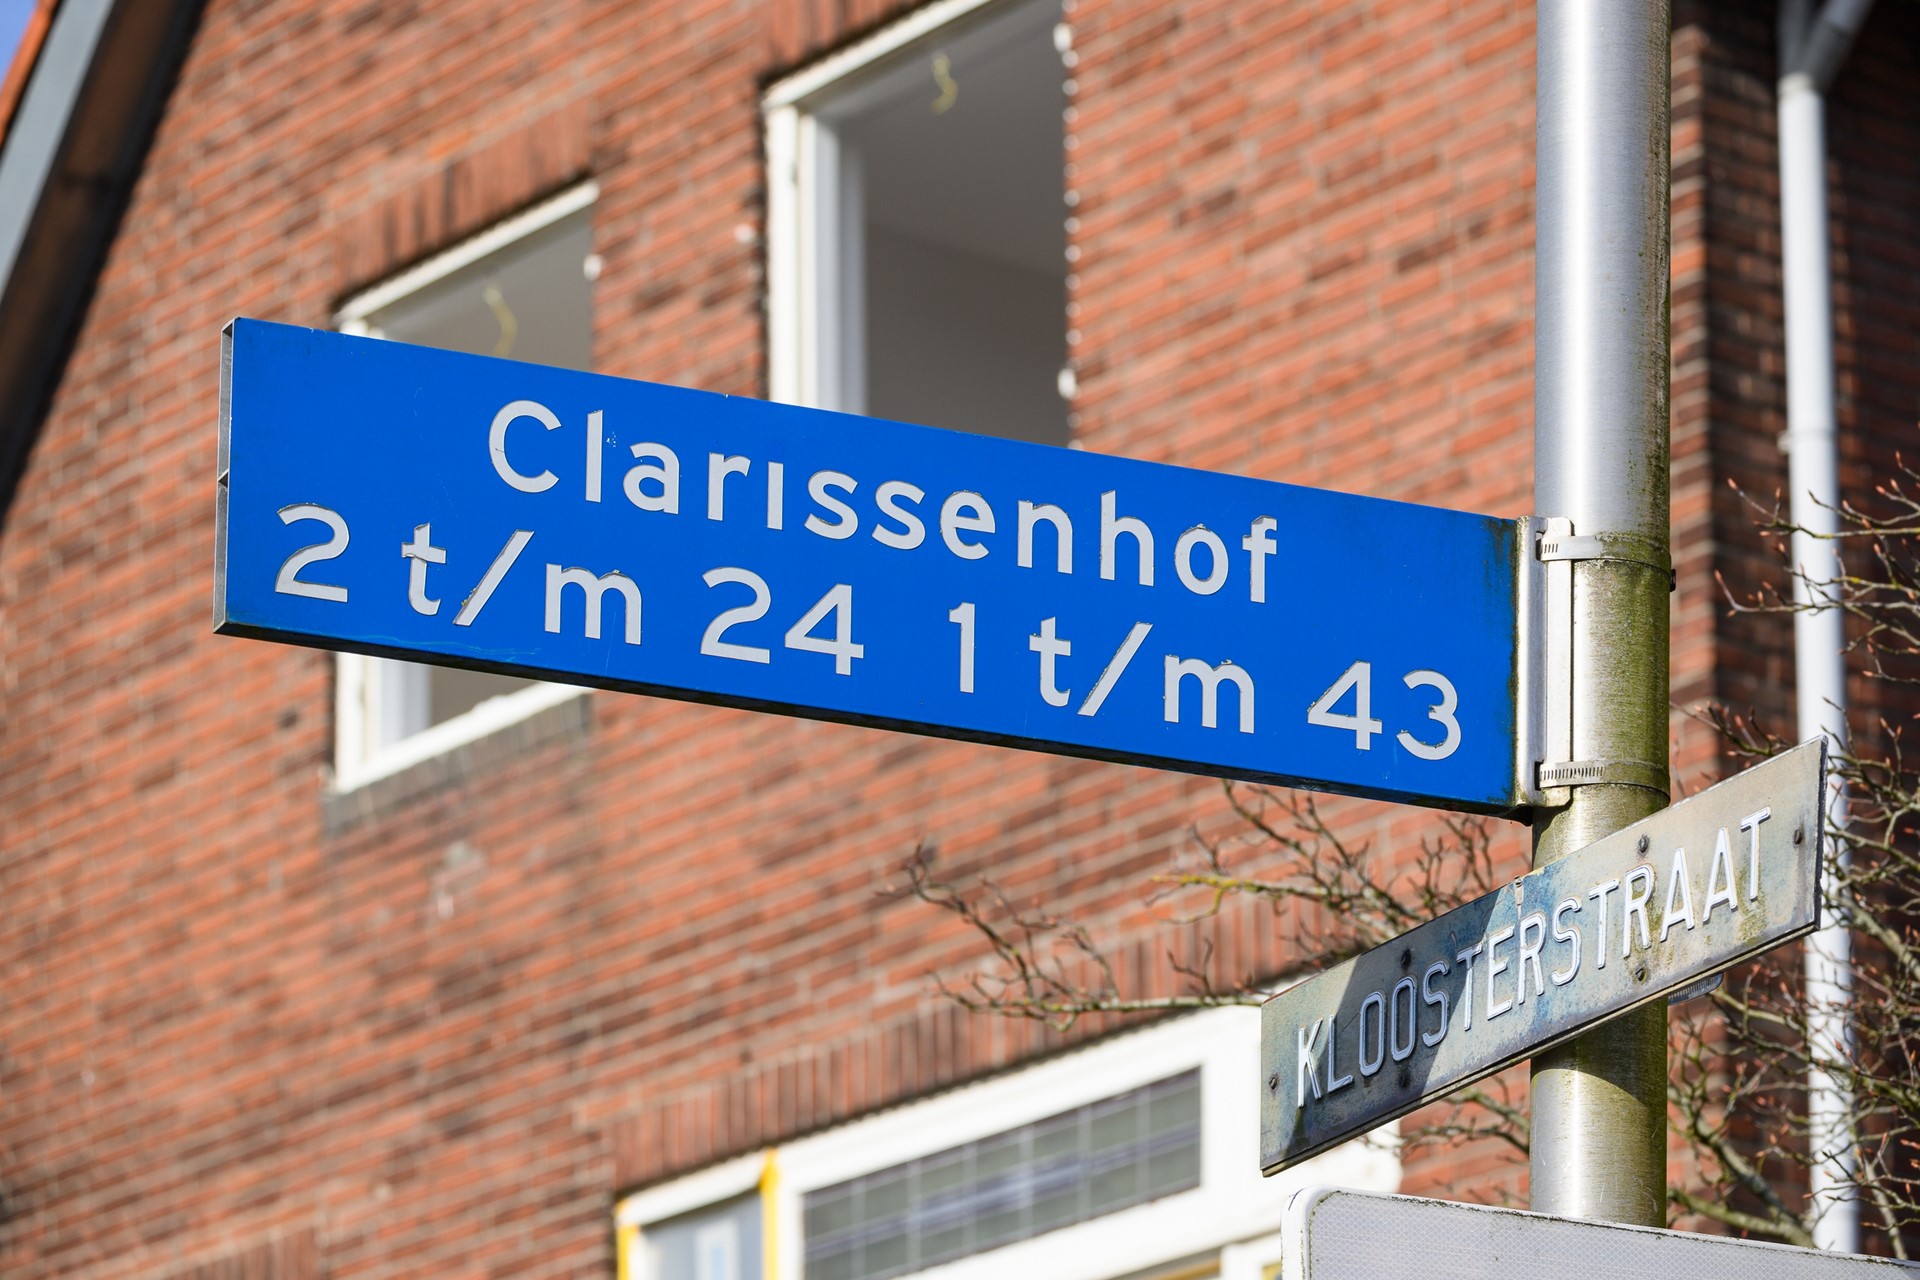 Clarissenhof
2 t/m 24 1 t/m 43
KLOOSTERSTRAAT